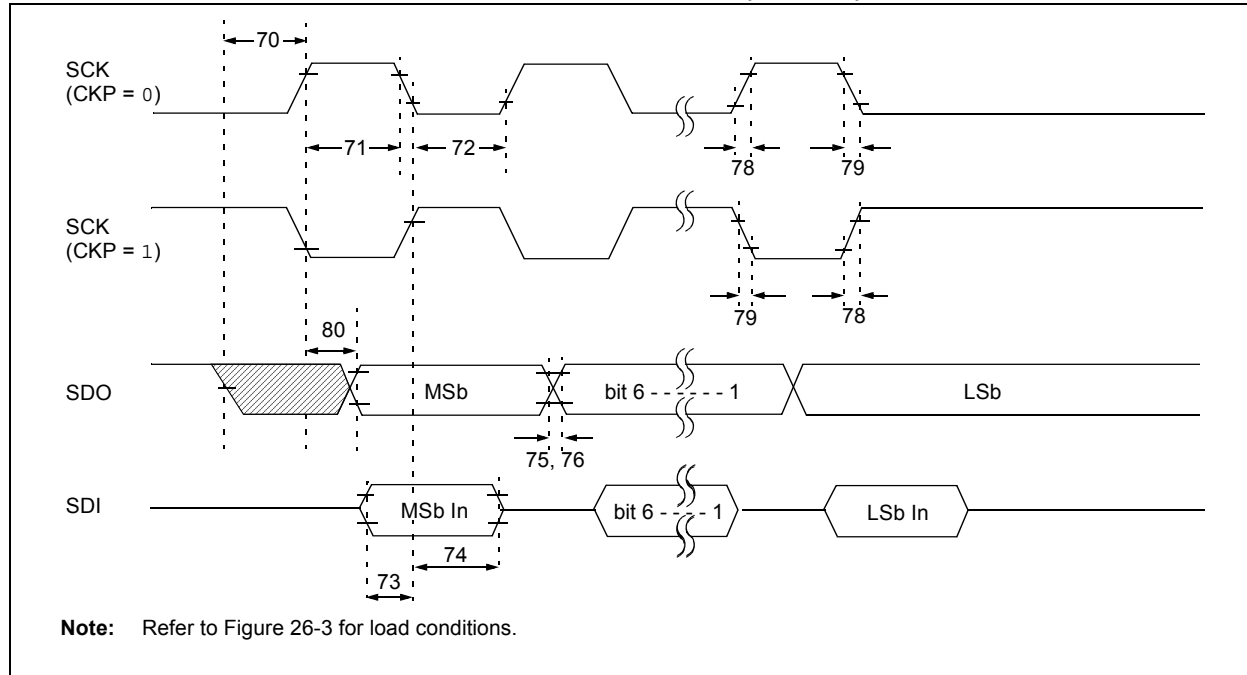 70
SCK
(CKP = 0)
71
72
78
79
SCK
(CKP = 1)
79
78
80
SDO
MSb
bit 6 - - - - - - 1
LSb
75, 76
SDI
MSb In
bit 6 - - - - 1
LSb In
73
74
Note: Refer to Figure 26-3 for load conditions.